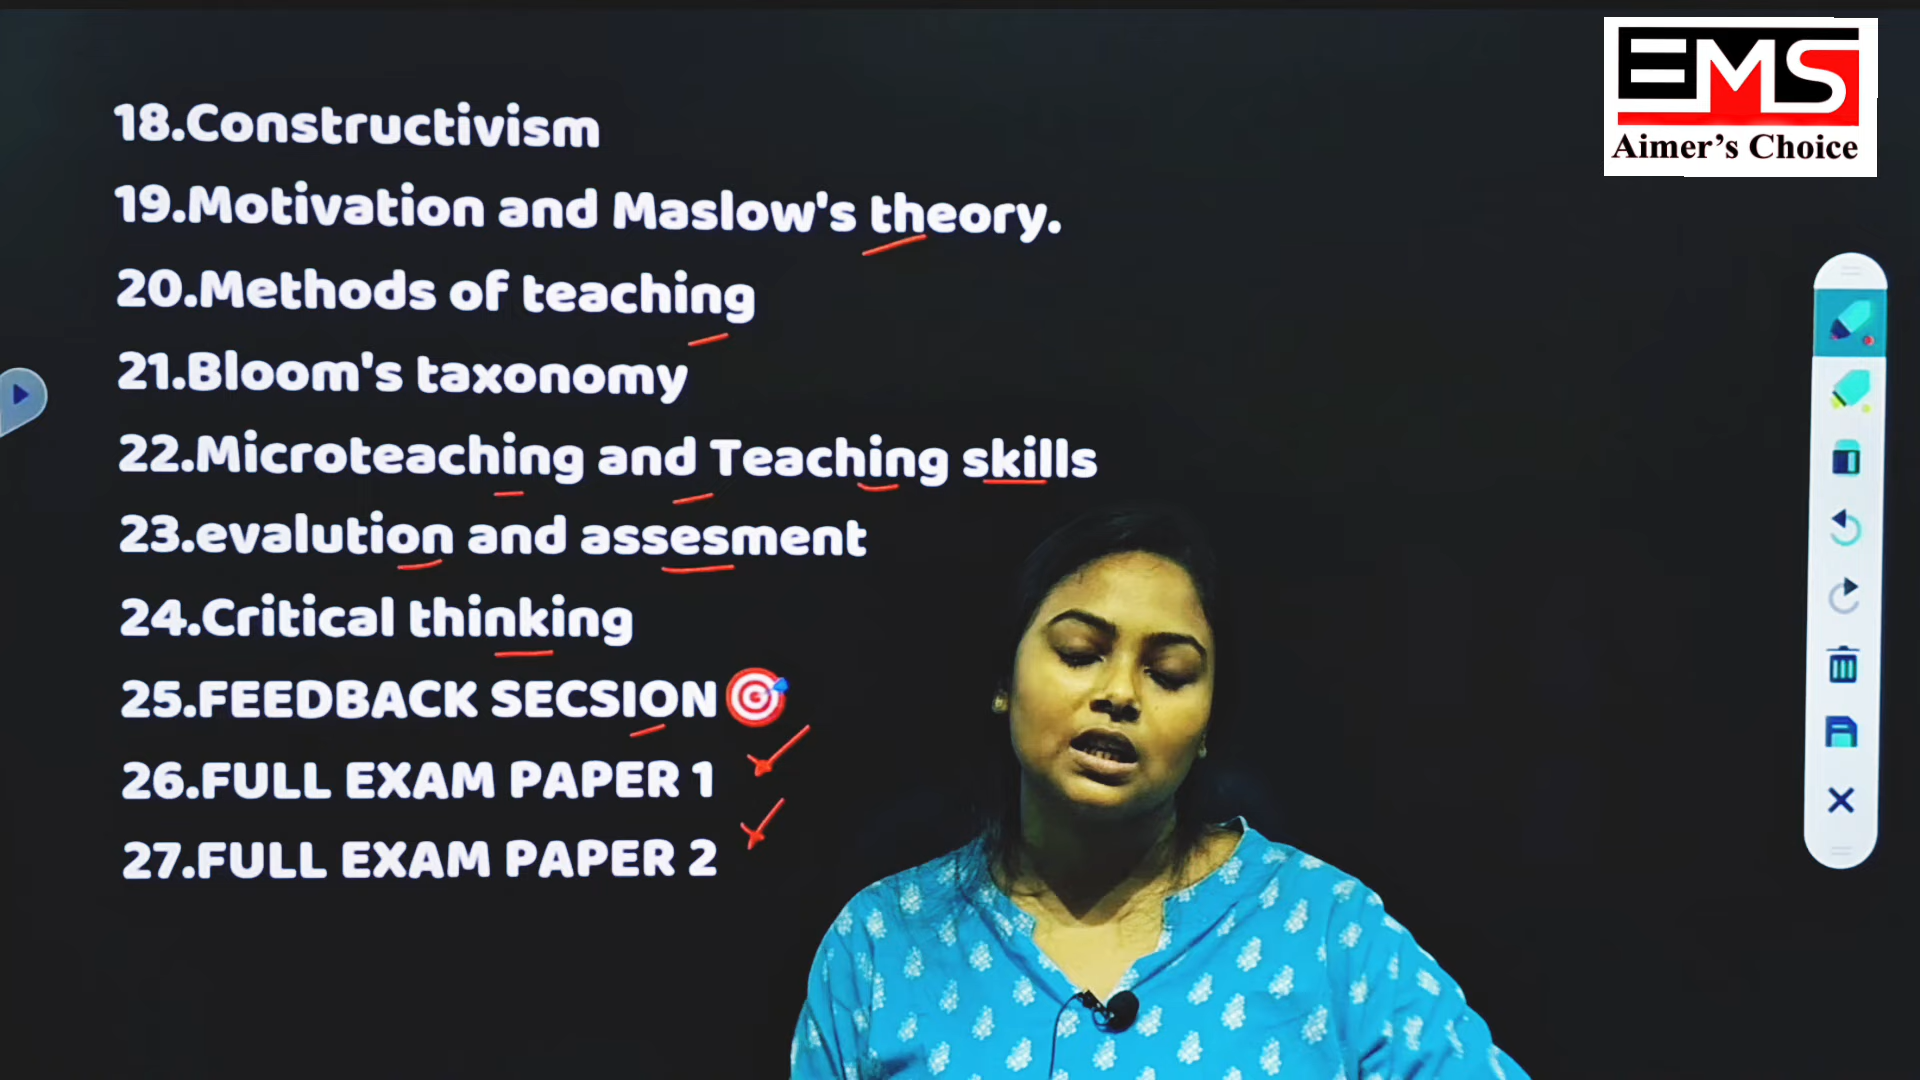 EMS
Aimer's Choice
18.Constructivism
19.Motivation and Maslow's theory.
20.Methods of teaching
21.Bloom's taxonomy
22.Microteaching and Teaching skills
23.evalution and assesment
24.Critical thinking
25.FEEDBACK SECSION
26.FULL EXAM PAPER 1
27.FULL EXAM PAPER 2